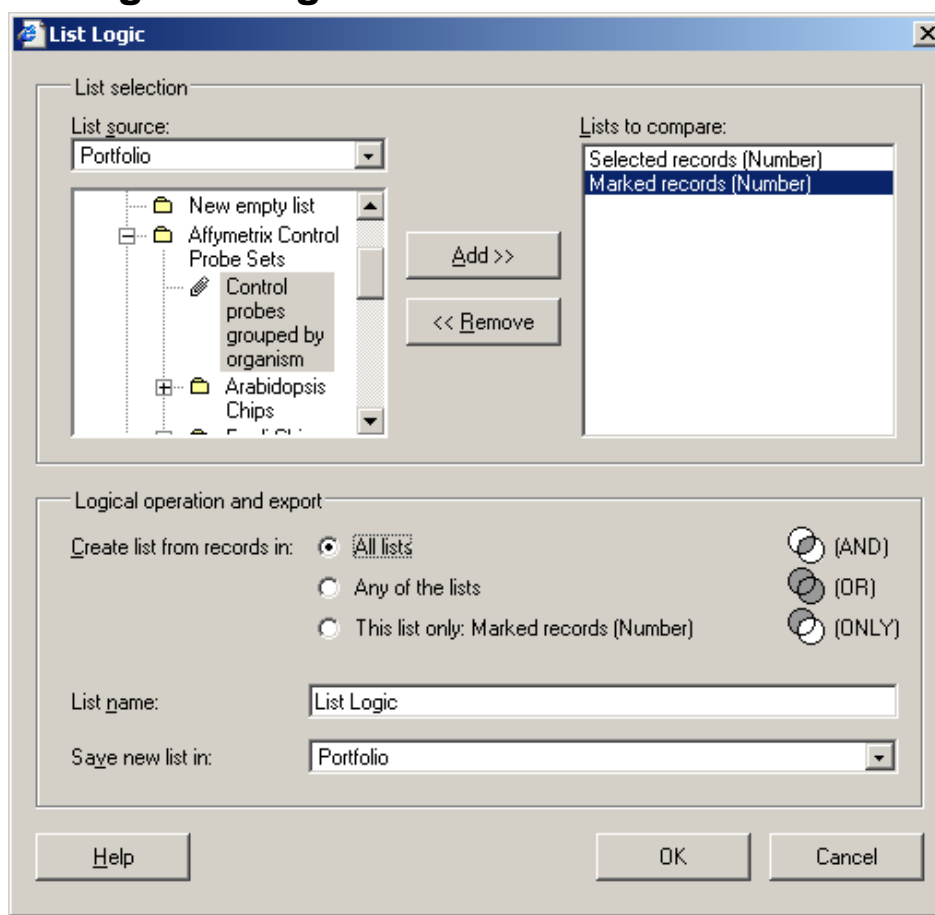 List Logic
List selection
List source:
Portfolio
New empty list
Affymetrix Control
Probe Sets
Control
probes
grouped by
organism
Arabidopsis
Chips
Add >>
<< Remove
Lists to compare:
Selected records (Number)
Marked records (Number)
Logical operation and export
Create list from records in:
All lists
(AND)
Any of the lists
(OR)
This list only: Marked records (Number)
(ONLY)
List name:
List Logic
Save new list in:
Portfolio
Help
OK
Cancel